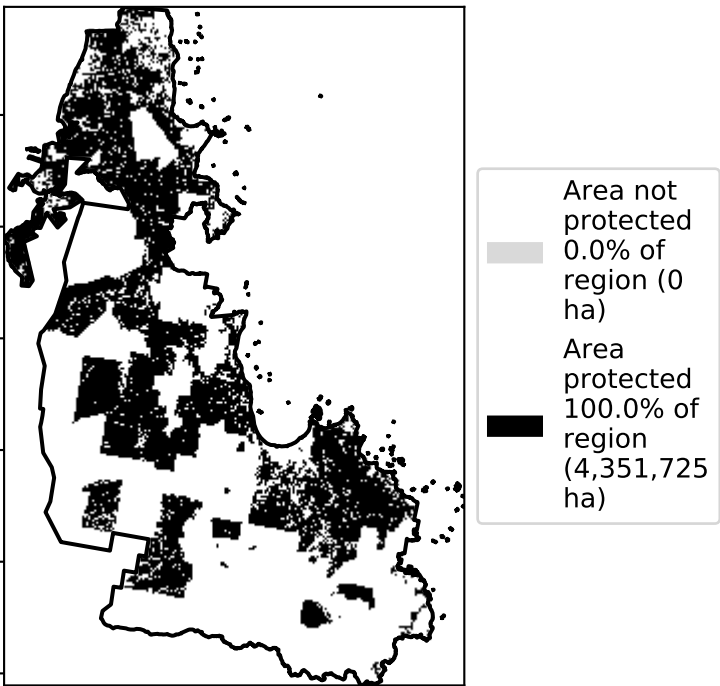 Area not
protected
0.0% of
region (0
ha)
Area
protected
100.0% of
region
(4,351,725
ha)